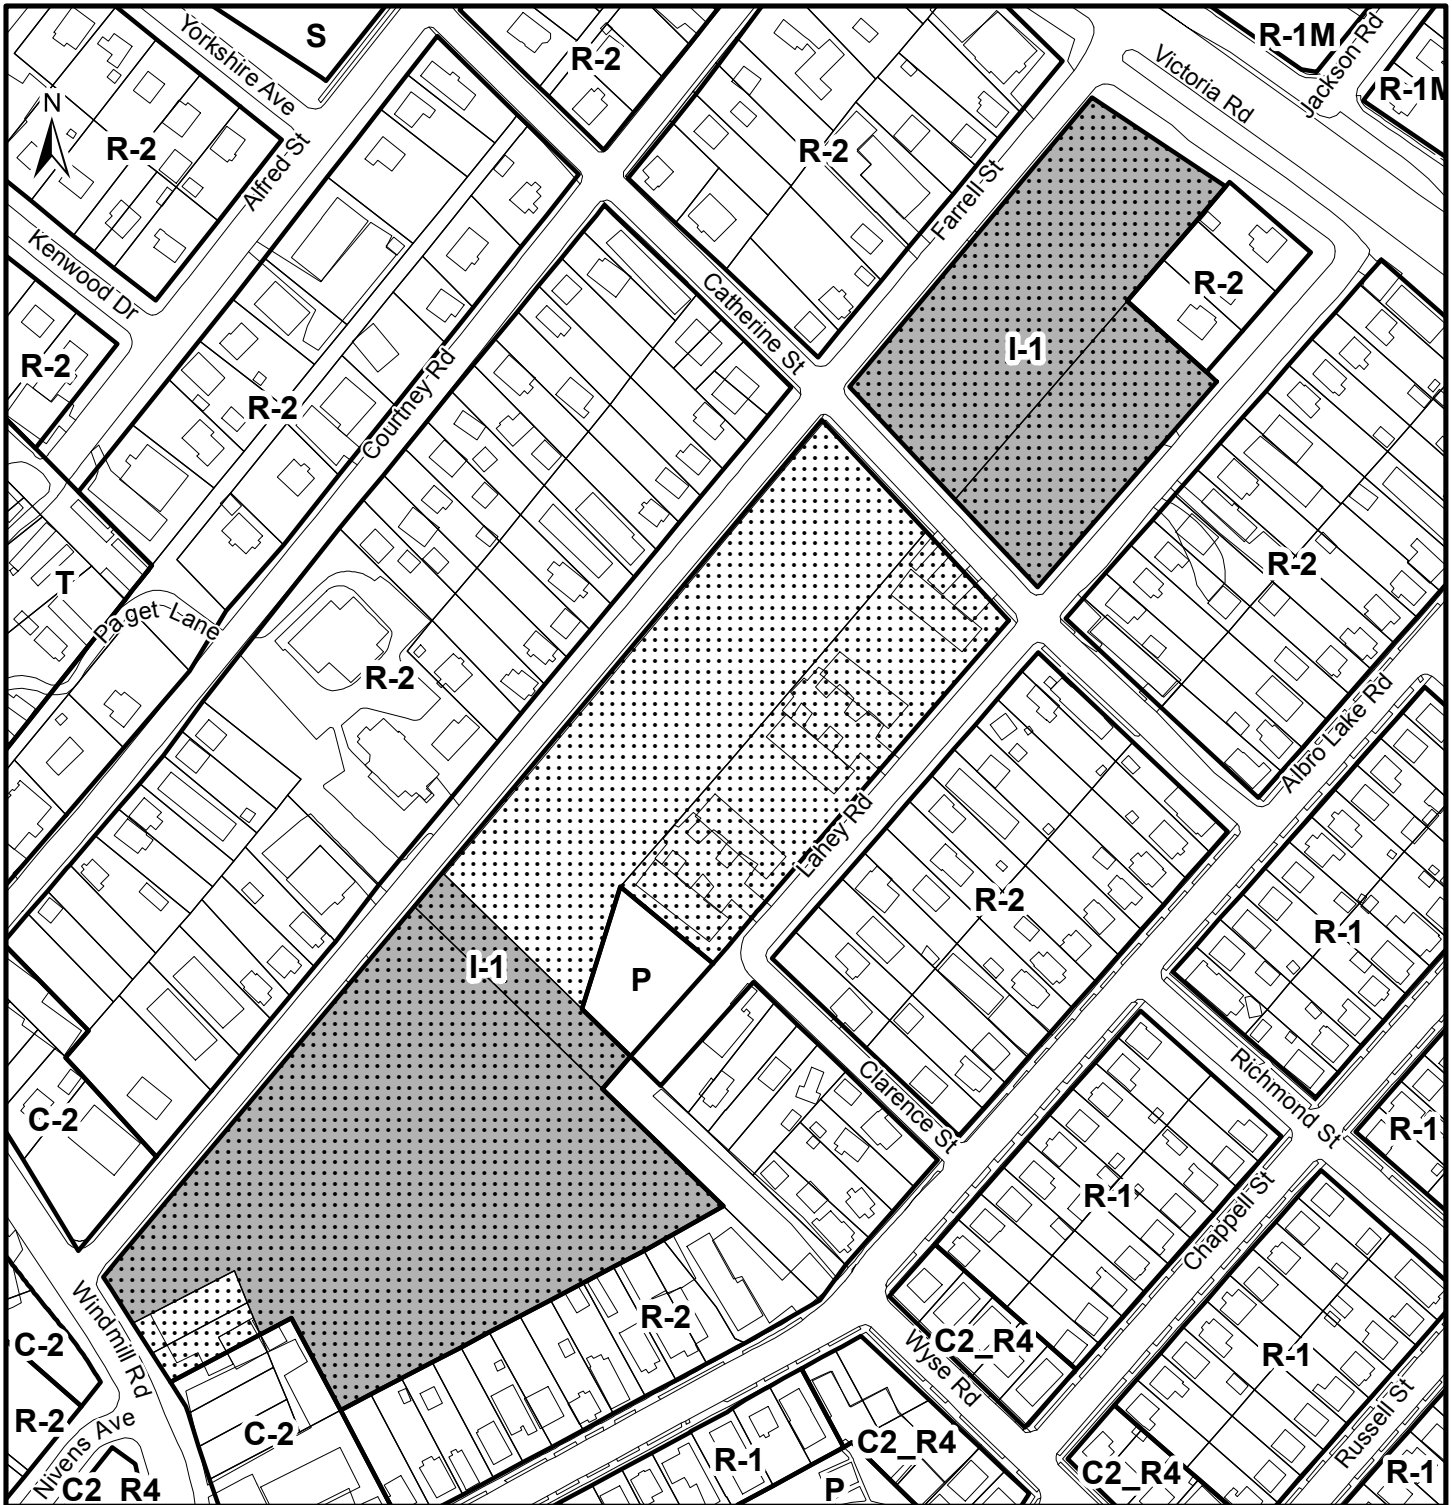 S
R-1M
Yorkshire Ave
R-2
Jackson Rd
Victoria Rd
R-1M
N
R-2
Alfred St
R-2
Farrell St
Kenwood Dr
Catherine St
R-2
I-1
R-2
Courtney Rd
R-2
T
R-2
Paget Lane
R-2
Albro Lake Rd
Lahey Rd
R-2
R-1
I-1
P
Clarence St
Richmond St
C-2
R-1
R-1
Chappell St
Windmill Rd
R-2
C-2
C2_R4
Wyse Rd
R-1
R-2
Nivens Ave
C-2
C2_R4
Russell St
R-1
C2_R4
R-1
C2_R4
P